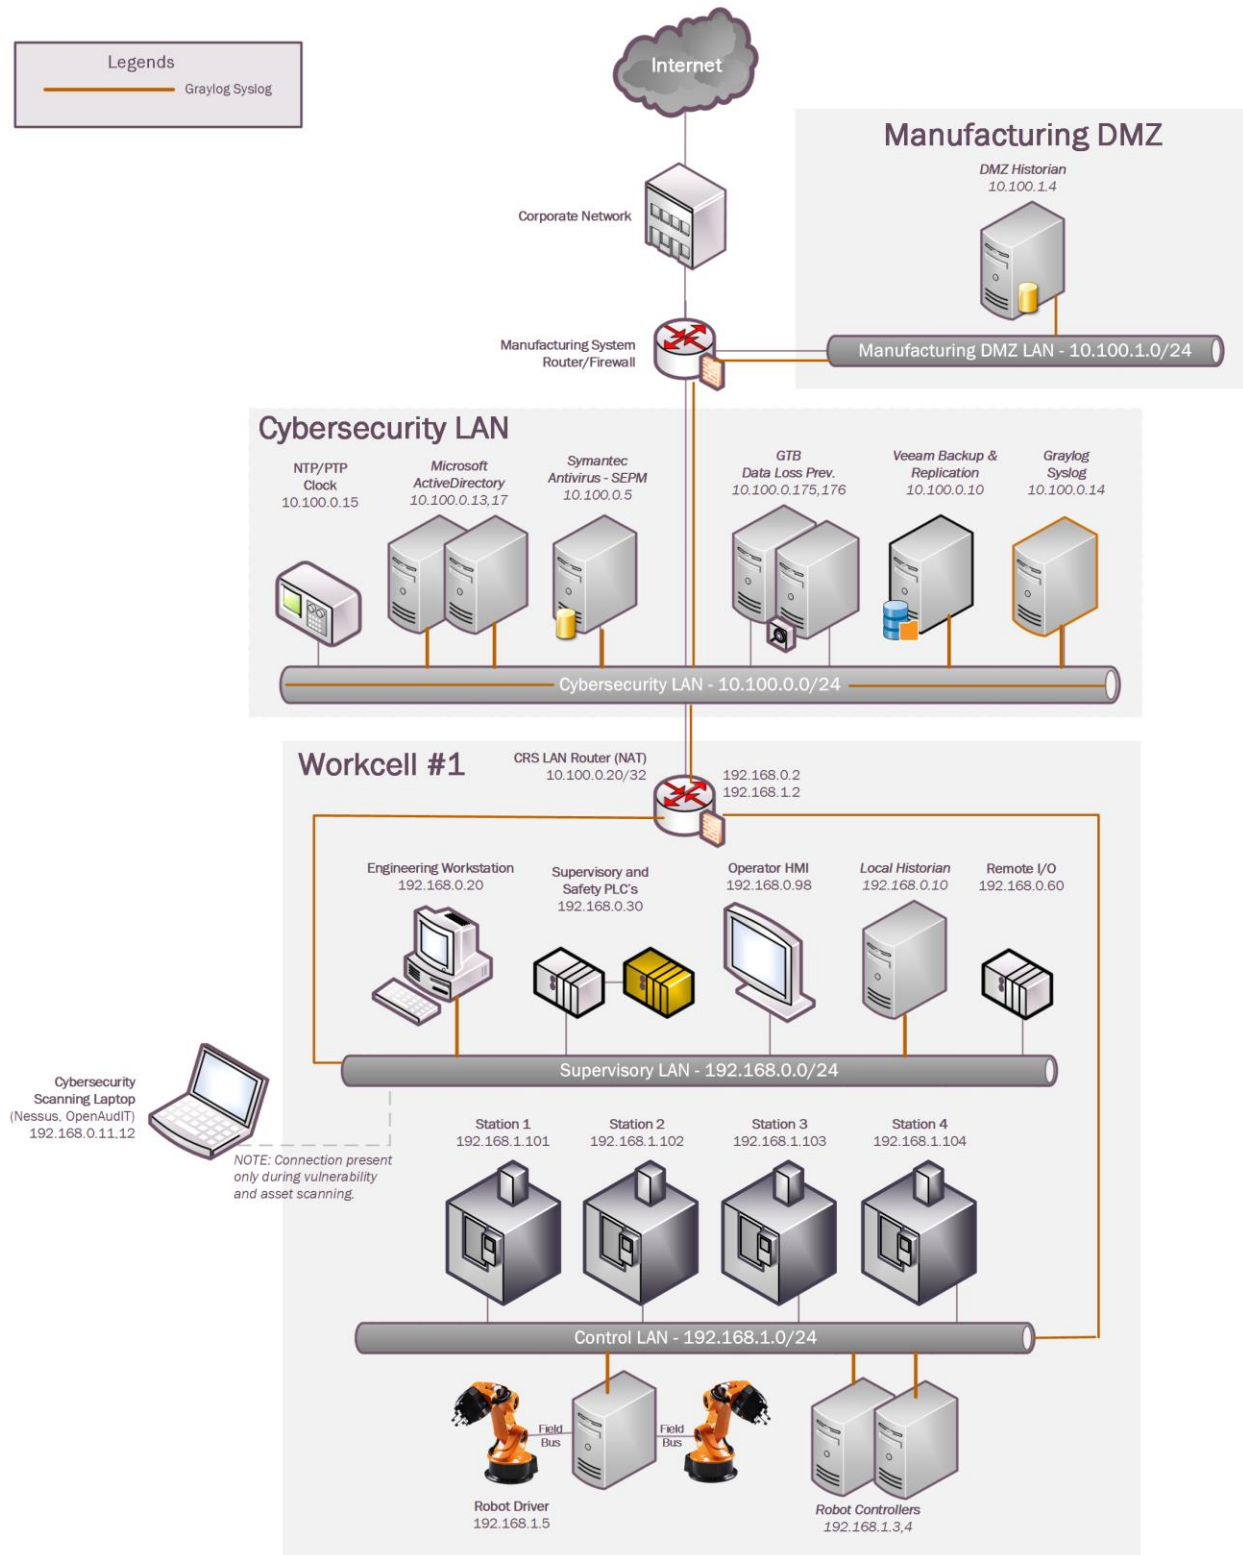 Legends
Graylog Syslog
Internet
Manufacturing DMZ
DMZ Historian
10.100.1.4
Corporate Network
Manufacturing System
Router/Firewall
Manufacturing DMZ LAN - 10.100.1.0/24
Cybersecurity LAN
NTP/PTP
Clock
10.100.0.15
Microsoft
ActiveDirectory
10.100.0.13,17
Symantec
Antivirus - SEPM
10.100.0.5
GTB
Data Loss Prev.
10.100.0.175,176
Veeam Backup &
Replication
10.100.0.10
Graylog
Syslog
10.100.0.14
Cybersecurity LAN - 10.100.0.0/24
Workcell #1
CRS LAN Router (NAT)
10.100.0.20/32
192.168.0.2
192.168.1.2
Engineering Workstation
192.168.0.20
Supervisory and
Safety PLC's
192.168.0.30
Operator HMI
192.168.0.98
Local Historian
192.168.0.10
Remote I/O
192.168.0.60
Supervisory LAN - 192.168.0.0/24
Cybersecurity
Scanning Laptop
(Nessus, OpenAudIT)
192.168.0.11,12
NOTE: Connection present
only during vulnerability
and asset scanning.
Station 1
192.168.1.101
Station 2
192.168.1.102
Station 3
192.168.1.103
Station 4
192.168.1.104
Control LAN - 192.168.1.0/24
Field
Bus
Field
Bus
Robot Driver
192.168.1.5
Robot Controllers
192.168.1.3,4